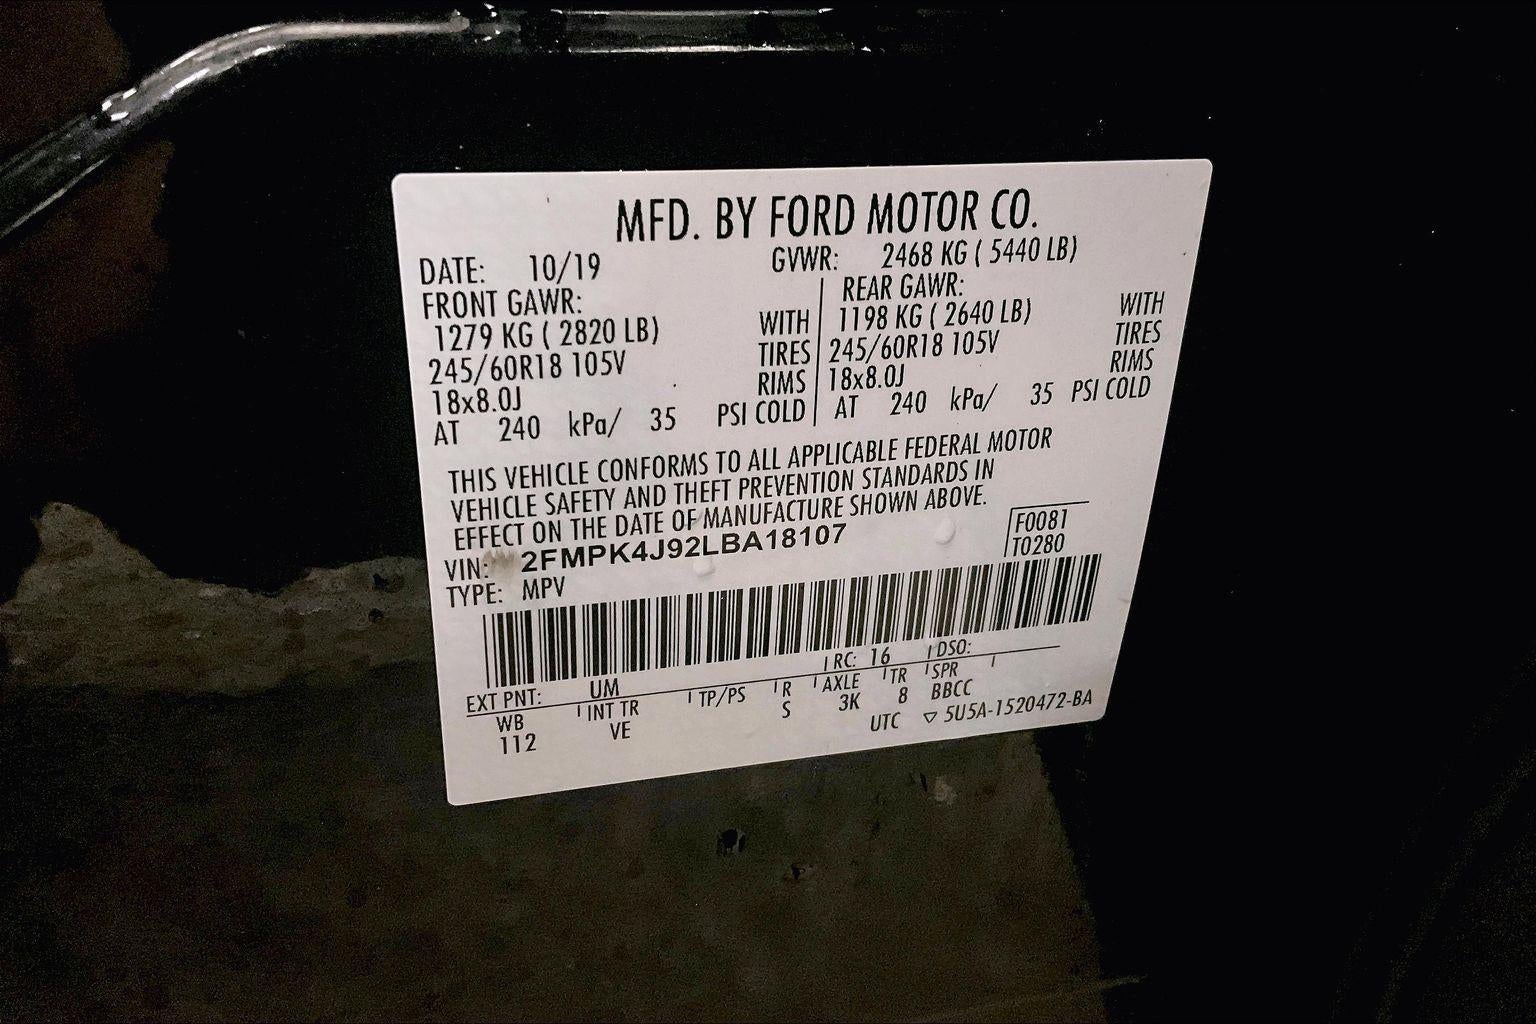 MFD. BY FORD MOTOR CO.
DATE: 10/19 GVWR: 2468 KG ( 5440 LB)
FRONT GAWR: REAR GAWR:
1279 KG ( 2820 LB) WITH 1198 KG ( 2640 LB) WITH
245/60R18 105V TIRES 245/60R18 105V TIRES
18x8.0J RIMS 18x8.0J RIMS
AT 240 kPa/ 35 PSI COLD AT 240 kPa/ 35 PSI COLD
THIS VEHICLE CONFORMS TO ALL APPLICABLE FEDERAL MOTOR
VEHICLE SAFETY AND THEFT PREVENTION STANDARDS IN
EFFECT ON THE DATE OF MANUFACTURE SHOWN ABOVE.
F0081
VIN: 2FMPK4J92LBA18107 T0280
TYPE: MPV
RC: 16 DSO:
EXT PNT: UM
WB INT TR TP/PS R AXLE TR SPR
112 VE S 3K 8 BBCC
UTC ▽ 5U5A-1520472-BA